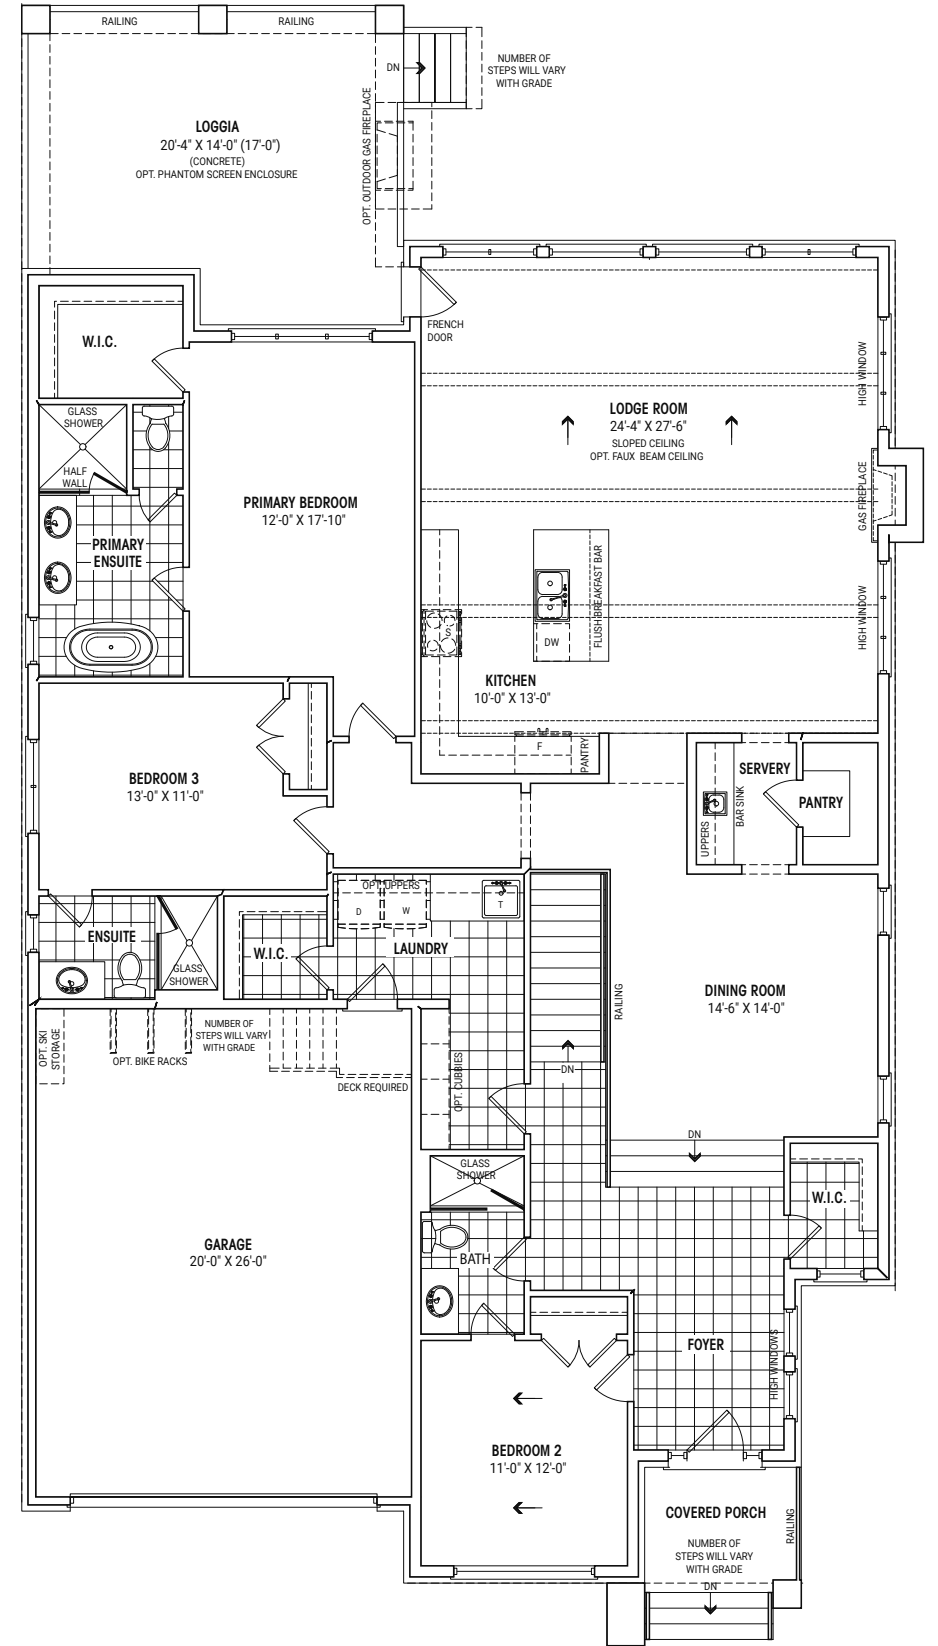 RAILING
RAILING
DN
NUMBER OF
STEPS WILL VARY
WITH GRADE
LOGGIA
20'-4" X 14'-0" (17'-0")
(CONCRETE)
OPT. PHANTOM SCREEN ENCLOSURE
OPT. OUTDOOR GAS FIREPLACE
FRENCH
DOOR
W.I.C.
HIGH WINDOW
GLASS
SHOWER
HALF
WALL
LODGE ROOM
24'-4" X 27'-6"
SLOPED CEILING
OPT. FAUX BEAM CEILING
GAS FIREPLACE
PRIMARY BEDROOM
12'-0" X 17'-10"
PRIMARY
ENSUITE
FLUSH BREAKFAST BAR
HIGH WINDOW
S
DW
KITCHEN
10'-0" X 13'-0"
F
PANTRY
BEDROOM 3
13'-0" X 11'-0"
SERVERY
PANTRY
BAR SINK
UPPERS
OPT. UPPERS
D
W
T
ENSUITE
W.I.C.
LAUNDRY
GLASS
SHOWER
DINING ROOM
14'-6" X 14'-0"
RAILING
OPT. SKI
STORAGE
OPT. BIKE RACKS
NUMBER OF
STEPS WILL VARY
WITH GRADE
DECK REQUIRED
OPT. CUBBIES
DN
DN
GLASS
SHOWER
W.I.C.
GARAGE
20'-0" X 26'-0"
BATH
FOYER
HIGH WINDOWS
BEDROOM 2
11'-0" X 12'-0"
COVERED PORCH
RAILING
NUMBER OF
STEPS WILL VARY
WITH GRADE
DN